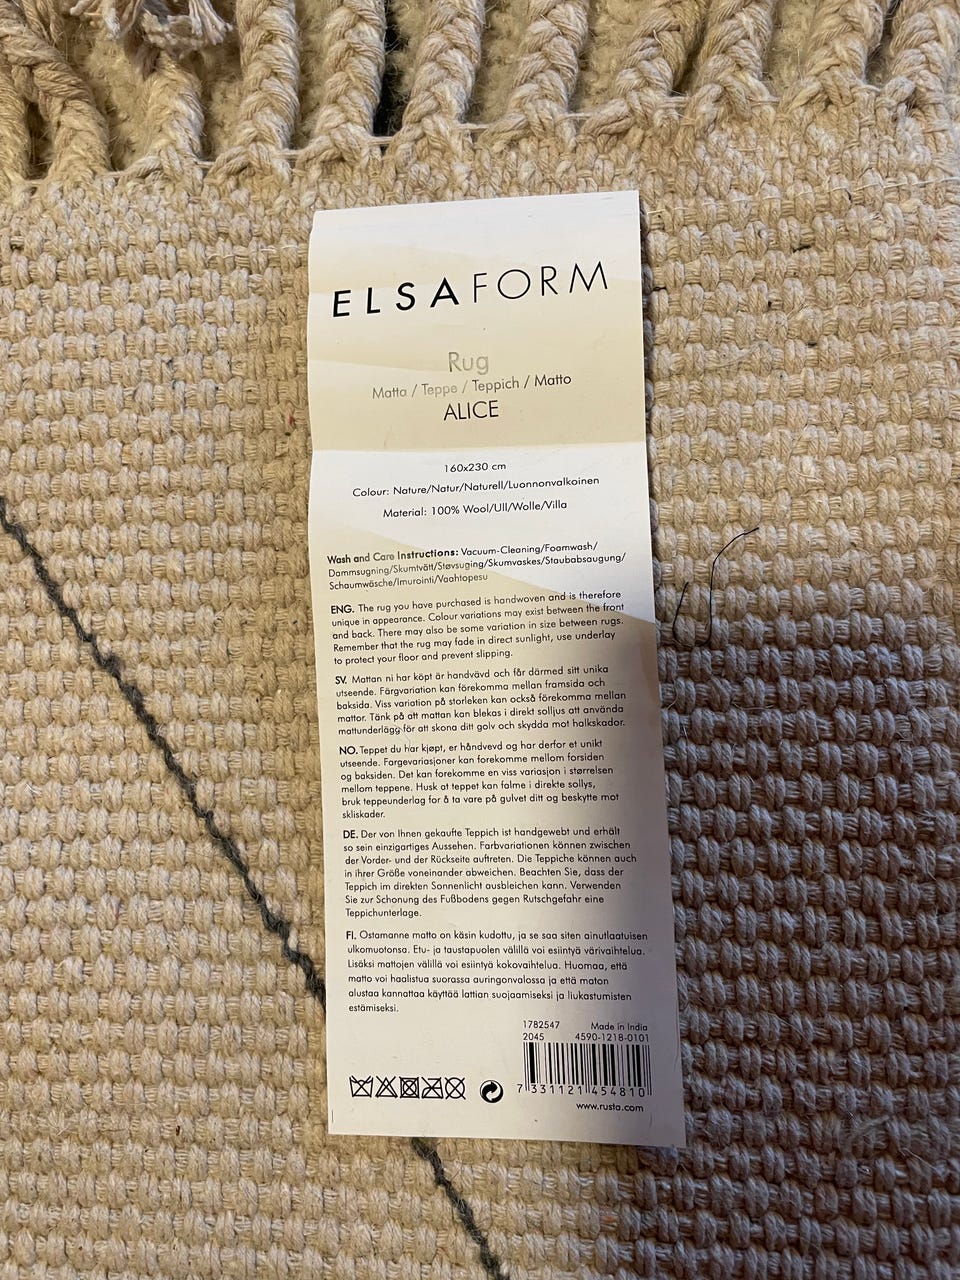 ELSAFORM
Rug
Matta / Teppe / Teppich / Matto
ALICE
160x230 cm
Colour: Nature/Natur/Naturell/Luonnonvalkoinen
Material: 100% Wool/Ull/Wolle/Villa
Wash and Care Instructions: Vacuum-Cleaning/Foamwash/
Dammsugning/Skumtvätt/Støvsuging/Skumvaskes/Staubabsaugung/
Schaumwäsche/Imurointi/Vaahtopesu
ENG. The rug you have purchased is handwoven and is therefore
unique in appearance. Colour variations may exist between the front
and back. There may also be some variation in size between rugs.
Remember that the rug may fade in direct sunlight, use underlay
to protect your floor and prevent slipping.
SV. Mattan ni har köpt är handvävd och får därmed sitt unika
utseende. Färgvariation kan förekomma mellan framsida och
baksida. Viss variation på storleken kan också förekomma mellan
mattor. Tänk på att mattan kan blekas i direkt solljus att använda
mattunderlägg för att skona ditt golv och skydda mot halkskador.
NO. Teppet du har kjøpt, er håndvevd og har derfor et unikt
utseende. Fargevariasjoner kan forekomme mellom forsiden
og baksiden. Det kan forekomme en viss variasjon i størrelsen
mellom teppene. Husk at teppet kan falme i direkte sollys,
bruk teppeunderlag for å ta vare på gulvet ditt og beskytte mot
skliskader.
DE. Der von Ihnen gekaufte Teppich ist handgewebt und erhält
so sein einzigartiges Aussehen. Farbvariationen können zwischen
der Vorder- und der Rückseite auftreten. Die Teppiche können auch
in ihrer Größe voneinander abweichen. Beachten Sie, dass der
Teppich im direkten Sonnenlicht ausbleichen kann. Verwenden
Sie zur Schonung des Fußbodens gegen Rutschgefahr eine
Teppichunterlage.
FI. Ostamanne matto on käsin kudottu, ja se saa siten ainutlaatuisen
ulkomuotonsa. Etu- ja taustapuolen välillä voi esiintyä värivaihtelua.
Lisäksi mattojen välillä voi esiintyä kokovaihtelua. Huomaa, että
matto voi haalistua suorassa auringonvalossa ja että maton
alustaa kannattaa käyttää lattian suojaamiseksi ja liukastumisten
estämiseksi.
1782547 Made in India
2045 4590-1218-0101
7 331121 454810
www.rusta.com